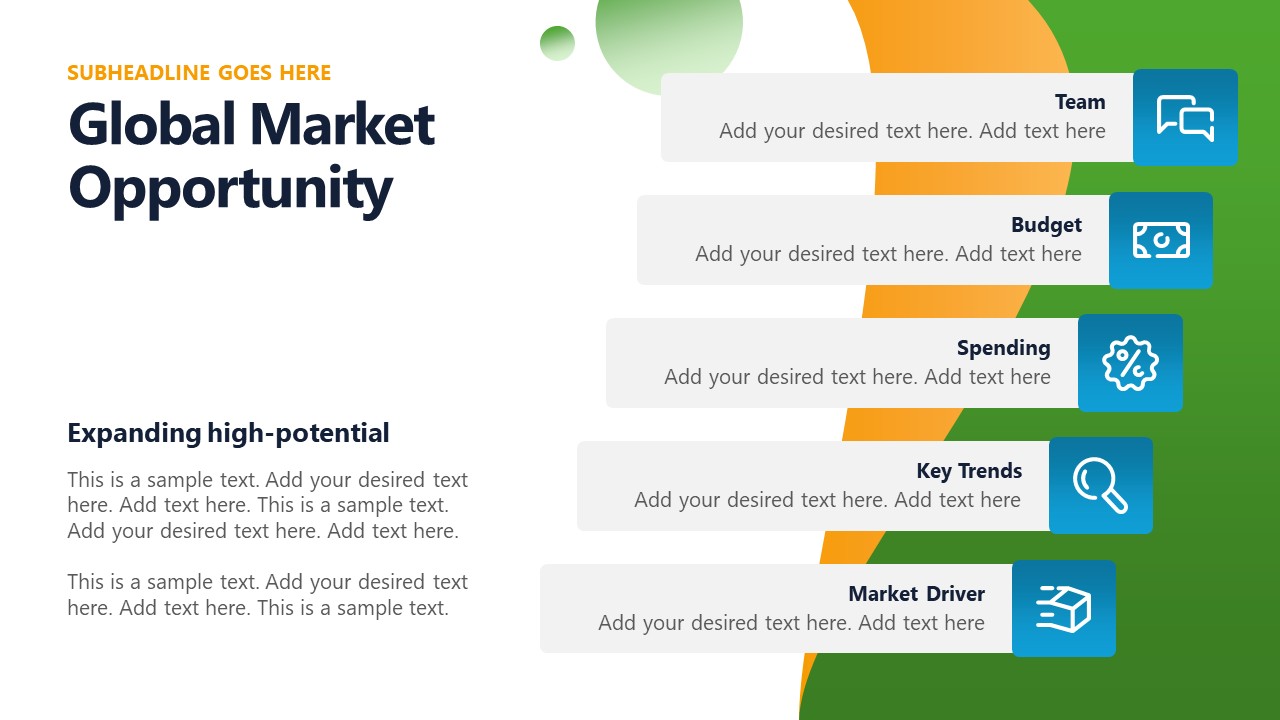 SUBHEADLINE GOES HERE
Global Market
Opportunity
Expanding high-potential
This is a sample text. Add your desired text
here. Add text here. This is a sample text.
Add your desired text here. Add text here.
This is a sample text. Add your desired text
here. Add text here. This is a sample text.
Team
Add your desired text here. Add text here
Budget
Add your desired text here. Add text here
Spending
Add your desired text here. Add text here
Key Trends
Add your desired text here. Add text here
Market Driver
Add your desired text here. Add text here